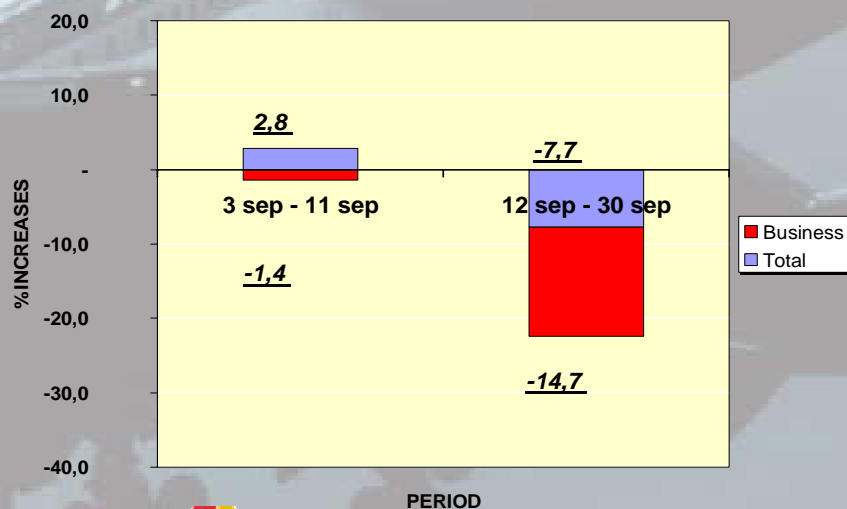 20,0
10,0
-
-10,0
-20,0
-30,0
-40,0
%INCREASES
2,8
-7,7
3 sep - 11 sep
12 sep - 30 sep
-1,4
-14,7
Business
Total
PERIOD